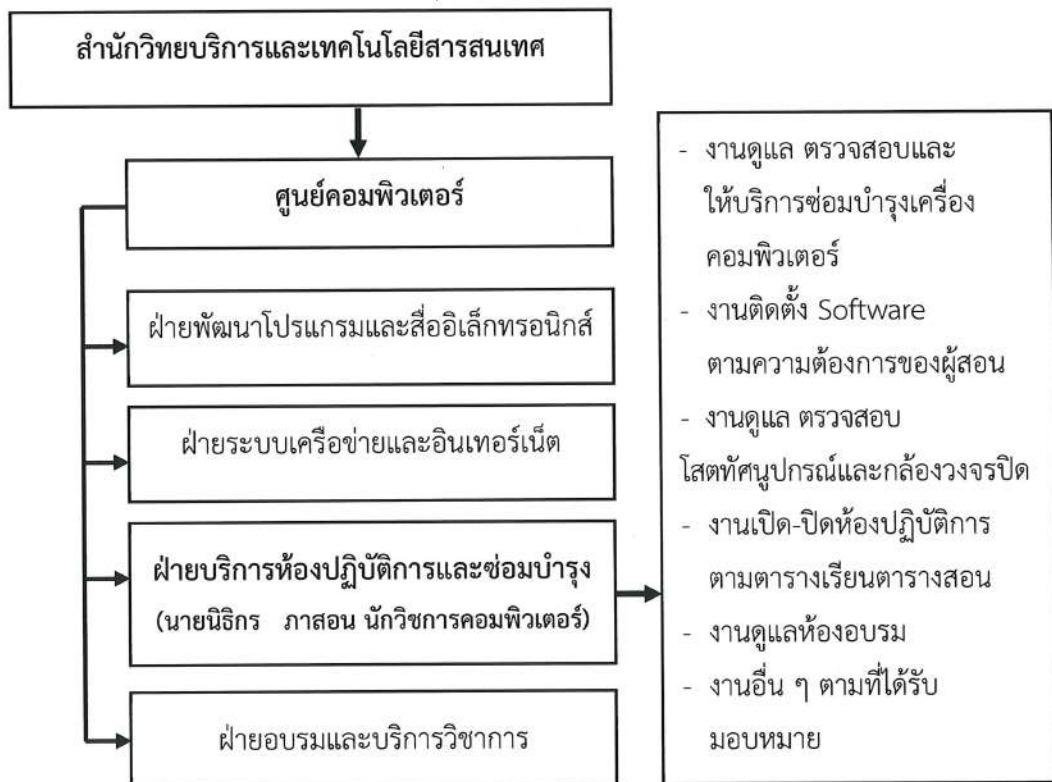 สำนักวิทยบริการและเทคโนโลยีสารสนเทศ
ศูนย์คอมพิวเตอร์
ฝ่ายพัฒนาโปรแกรมและสื่ออิเล็กทรอนิกส์
ฝ่ายระบบเครือข่ายและอินเทอร์เน็ต
ฝ่ายบริการห้องปฏิบัติการและซ่อมบำรุง
(นายนิธิกร ภาสอน นักวิชการคอมพิวเตอร์)
ฝ่ายอบรมและบริการวิชาการ
- งานดูแล ตรวจสอบและ
ให้บริการซ่อมบำรุงเครื่อง
คอมพิวเตอร์
- งานติดตั้ง Software
ตามความต้องการของผู้สอน
- งานดูแล ตรวจสอบ
โสตทัศนูปกรณ์และกล้องวงจรปิด
- งานเปิด-ปิดห้องปฏิบัติการ
ตามตารางเรียนตารางสอน
- งานดูแลห้องอบรม
- งานอื่น ๆ ตามที่ได้รับ
มอบหมาย